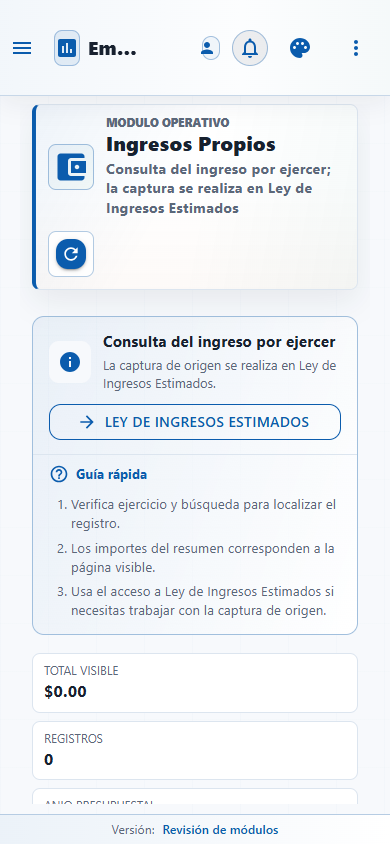 Em...
MODULO OPERATIVO
Ingresos Propios
Consulta del ingreso por ejercer;
la captura se realiza en Ley de
Ingresos Estimados
Consulta del ingreso por ejercer
La captura de origen se realiza en Ley de
Ingresos Estimados.
LEY DE INGRESOS ESTIMADOS
Guía rápida
1. Verifica ejercicio y búsqueda para localizar el
registro.
2. Los importes del resumen corresponden a la
página visible.
3. Usa el acceso a Ley de Ingresos Estimados si
necesitas trabajar con la captura de origen.
TOTAL VISIBLE
$0.00
REGISTROS
0
ANIO PRESUPUESTAL
Versión: Revisión de módulos